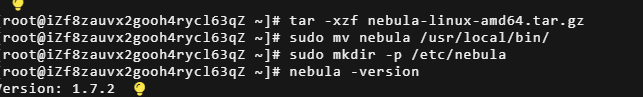 [root@iZf8zauvx2gooh4rycl63qZ ~]# tar -xzf nebula-linux-amd64.tar.gz
[root@iZf8zauvx2gooh4rycl63qZ ~]# sudo mv nebula /usr/local/bin/
[root@iZf8zauvx2gooh4rycl63qZ ~]# sudo mkdir -p /etc/nebula
[root@iZf8zauvx2gooh4rycl63qZ ~]# nebula -version
Version: 1.7.2